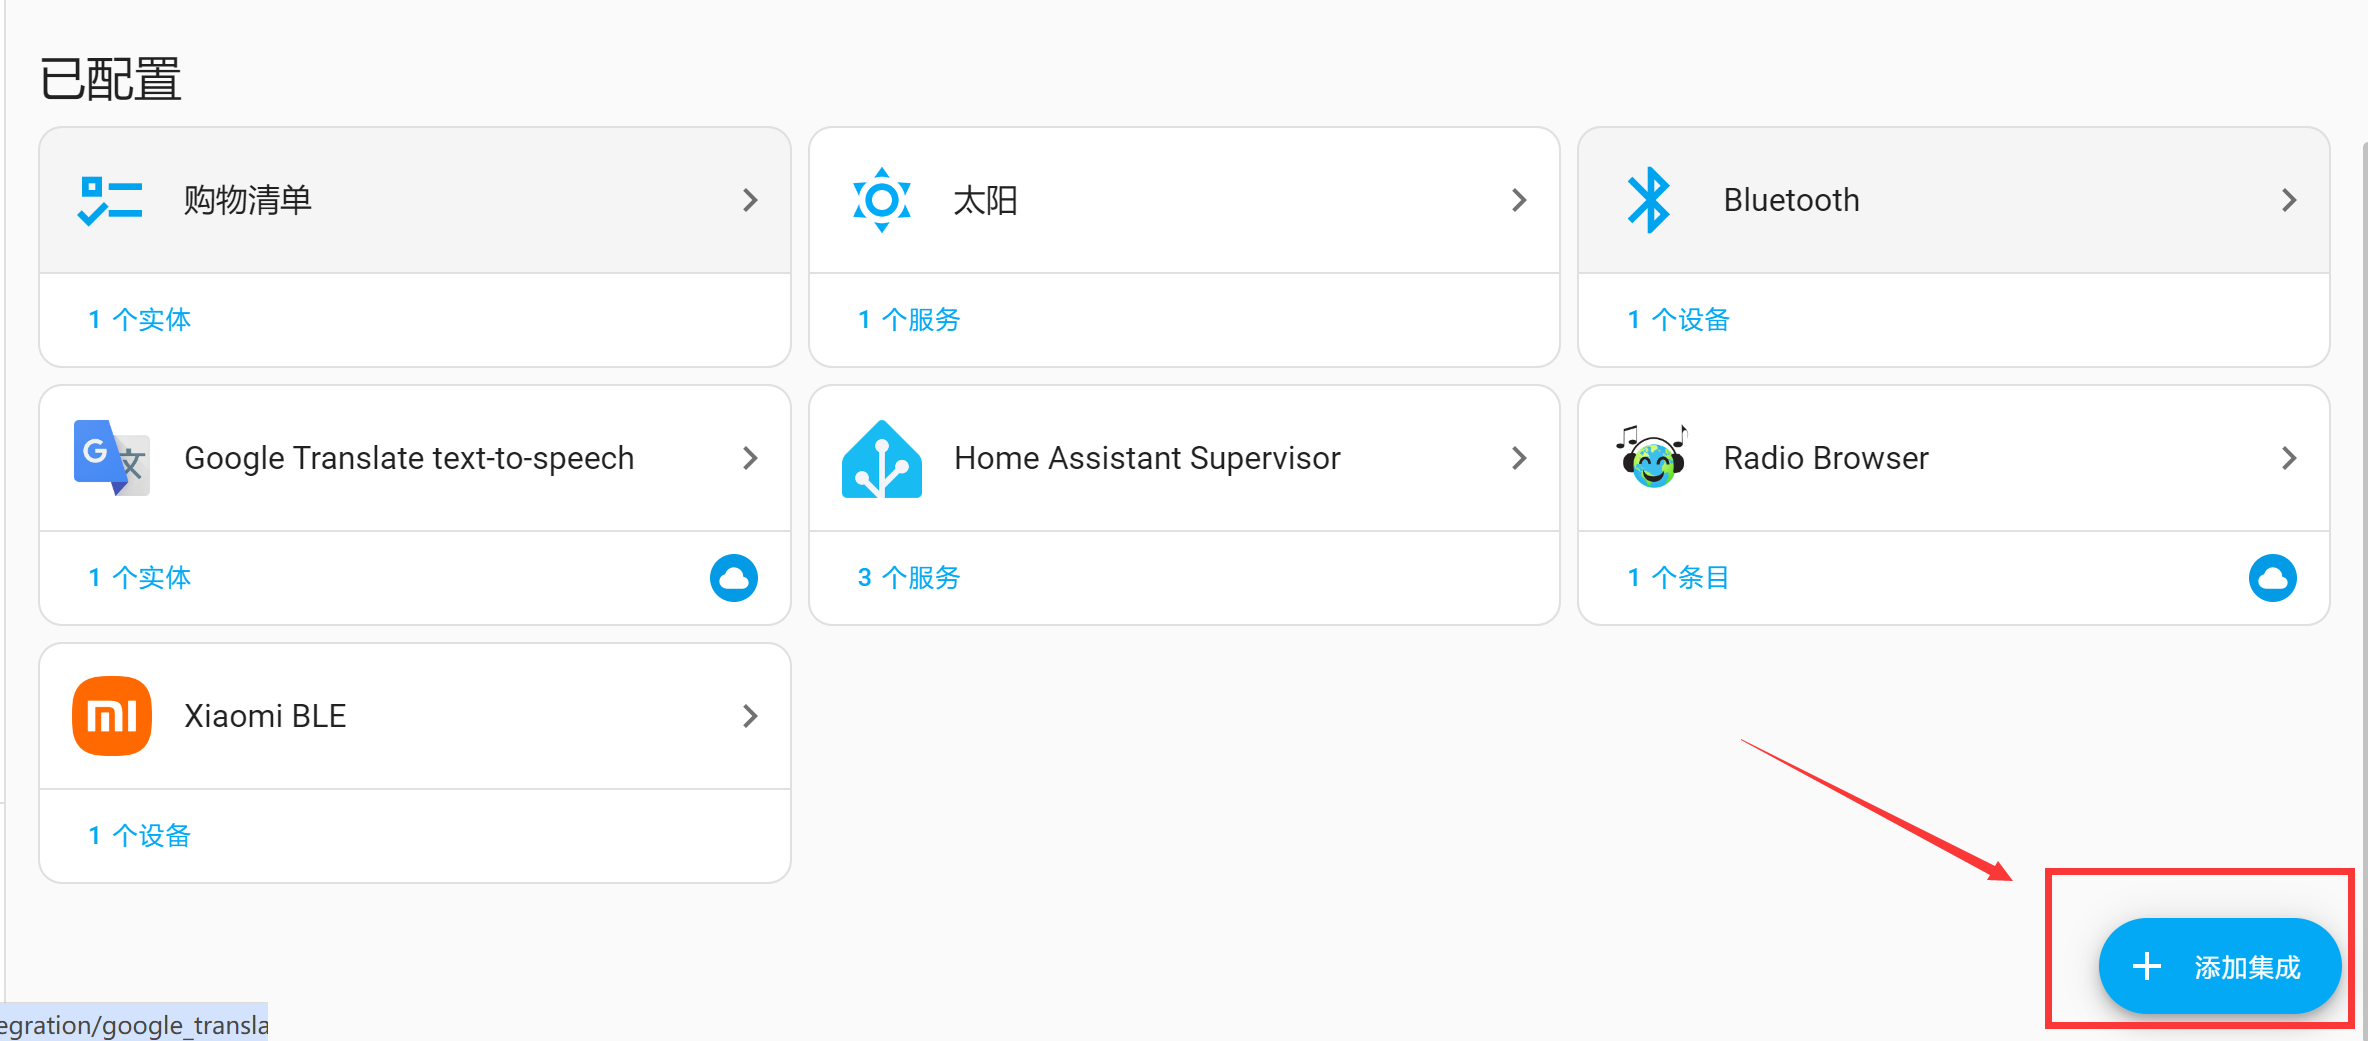 已配置
购物清单
1 个实体
太阳
1 个服务
Bluetooth
1 个设备
Google Translate text-to-speech
1 个实体
Home Assistant Supervisor
3 个服务
Radio Browser
1 个条目
Xiaomi BLE
1 个设备
添加集成
egration/google_transla